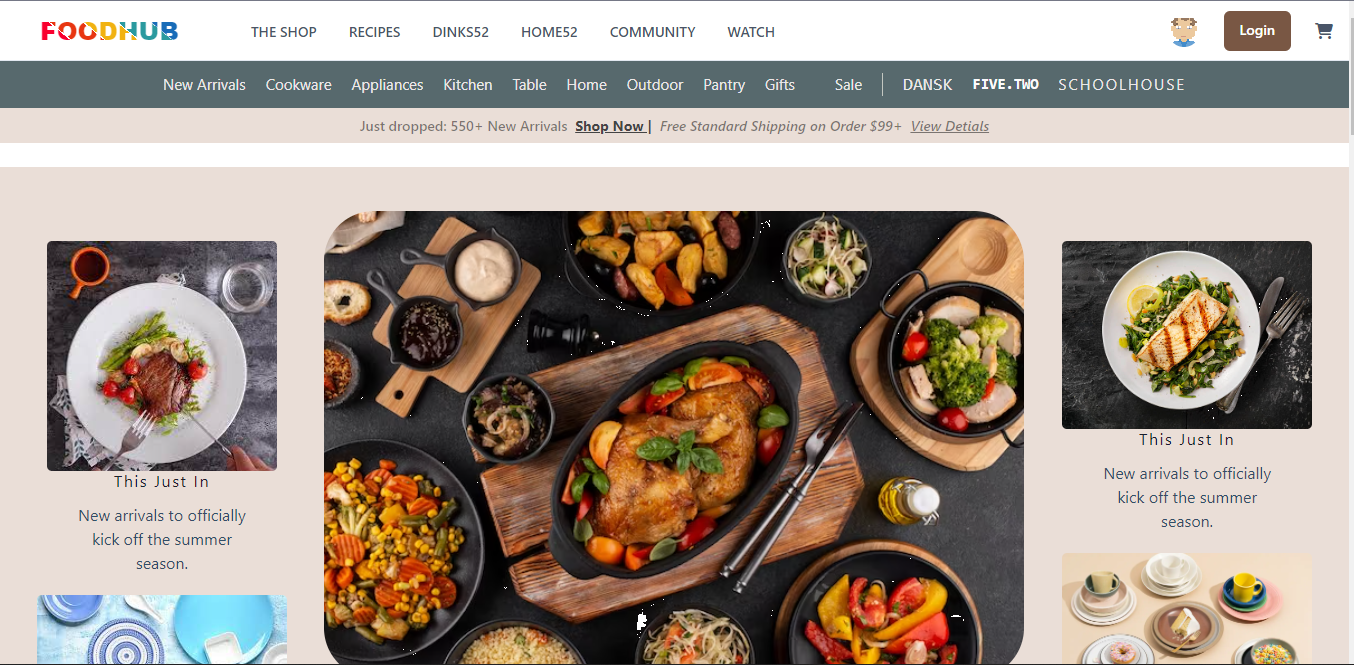 FOODHUB
THE SHOP RECIPES DINKS52 HOME52 COMMUNITY WATCH
Login
New Arrivals Cookware Appliances Kitchen Table Home Outdoor Pantry Gifts Sale DANSK FIVE.TWO SCHOOLHOUSE
Just dropped: 550+ New Arrivals Shop Now | Free Standard Shipping on Order $99+ View Detials
This Just In
New arrivals to officially
kick off the summer
season.
This Just In
New arrivals to officially
kick off the summer
season.